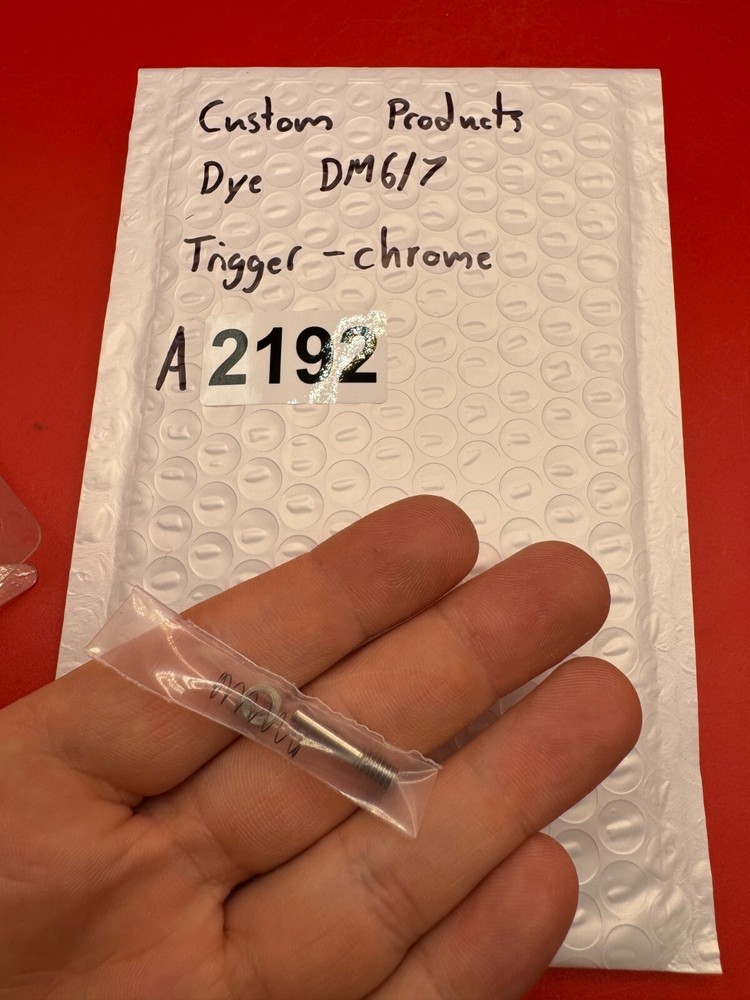 Custom Products
Dye DM6/7
Trigger - chrome
A 2192